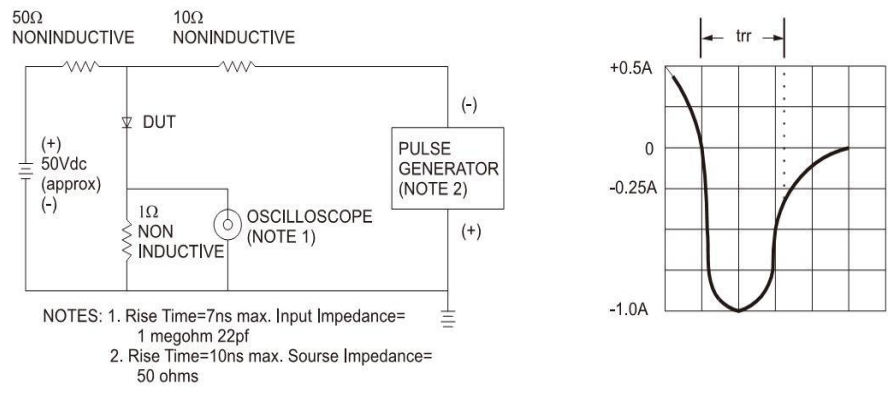 50Ω
NONINDUCTIVE
10Ω
NONINDUCTIVE
trr
+0.5A
0
-0.25A
-1.0A
DUT
(+)
50Vdc
(approx)
(-)
1Ω
NON
INDUCTIVE
OSCILLOSCOPE
(NOTE 1)
(-)
PULSE
GENERATOR
(NOTE 2)
(+)
NOTES: 1. Rise Time=7ns max. Input Impedance=
1 megohm 22pf
2. Rise Time=10ns max. Sourse Impedance=
50 ohms